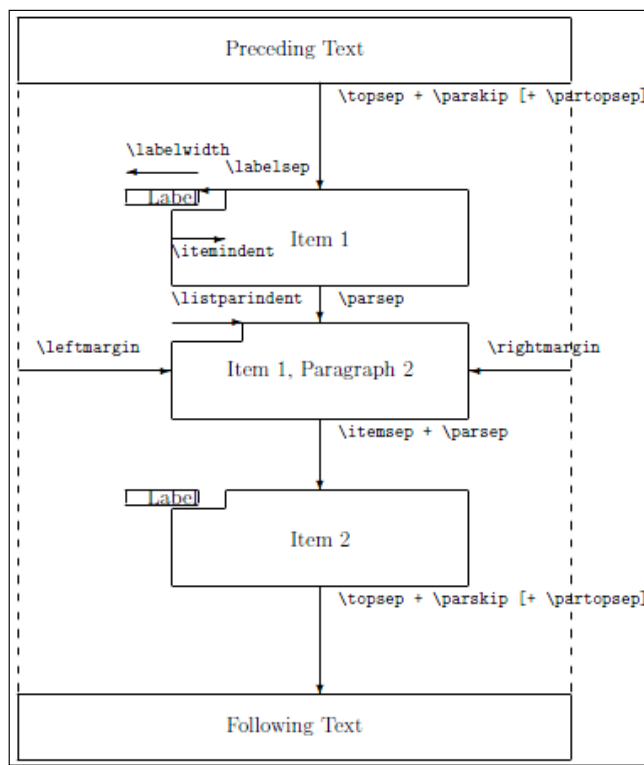 Preceding Text
\topsep + \parskip [+ \partopsep]
\labelwidth
\labelsep
Label
Item 1
\itemindent
\listparindent
\parsep
\leftmargin
\rightmargin
Item 1, Paragraph 2
\itemsep + \parsep
Label
Item 2
\topsep + \parskip [+ \partopsep]
Following Text